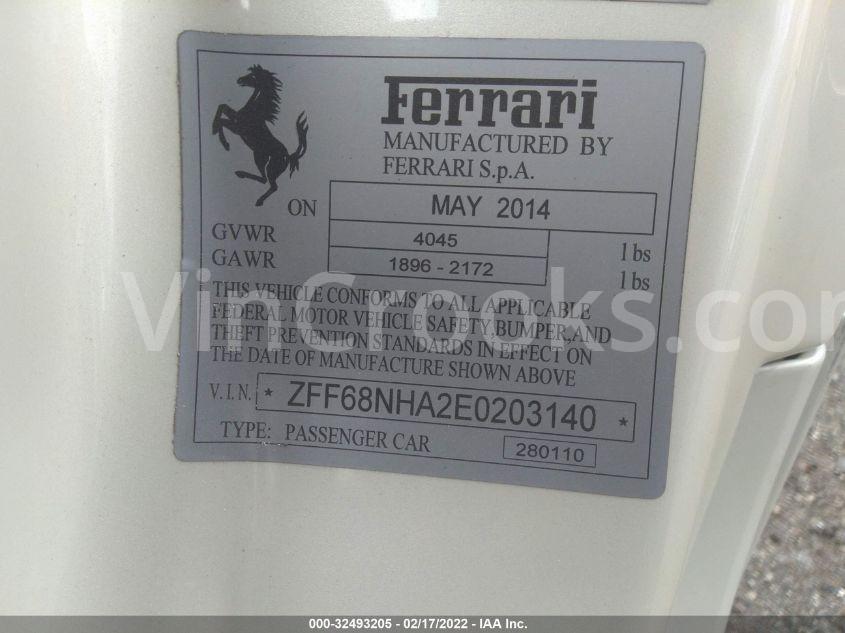 Ferrari
MANUFACTURED BY
FERRARI S.p.A.
ON MAY 2014
GVWR 4045 lbs
GAWR 1896 - 2172 lbs
THIS VEHICLE CONFORMS TO ALL APPLICABLE
FEDERAL MOTOR VEHICLE SAFETY,BUMPER,AND
THEFT PREVENTION STANDARDS IN EFFECT ON
THE DATE OF MANUFACTURE SHOWN ABOVE
V.I.N. * ZFF68NHA2E0203140 *
TYPE: PASSENGER CAR 280110
VinCrooks.com
000-32493205 - 02/17/2022 - IAA Inc.